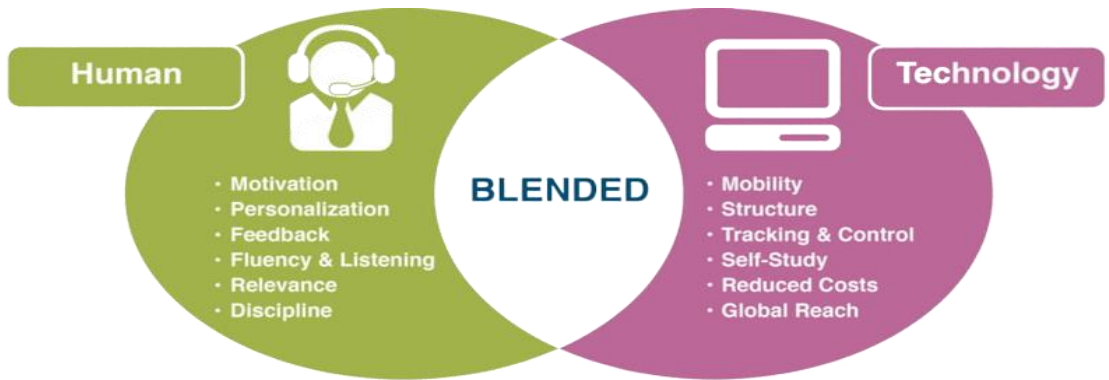 Human
· Motivation
· Personalization
· Feedback
· Fluency & Listening
· Relevance
· Discipline
BLENDED
Technology
· Mobility
· Structure
· Tracking & Control
· Self-Study
· Reduced Costs
· Global Reach